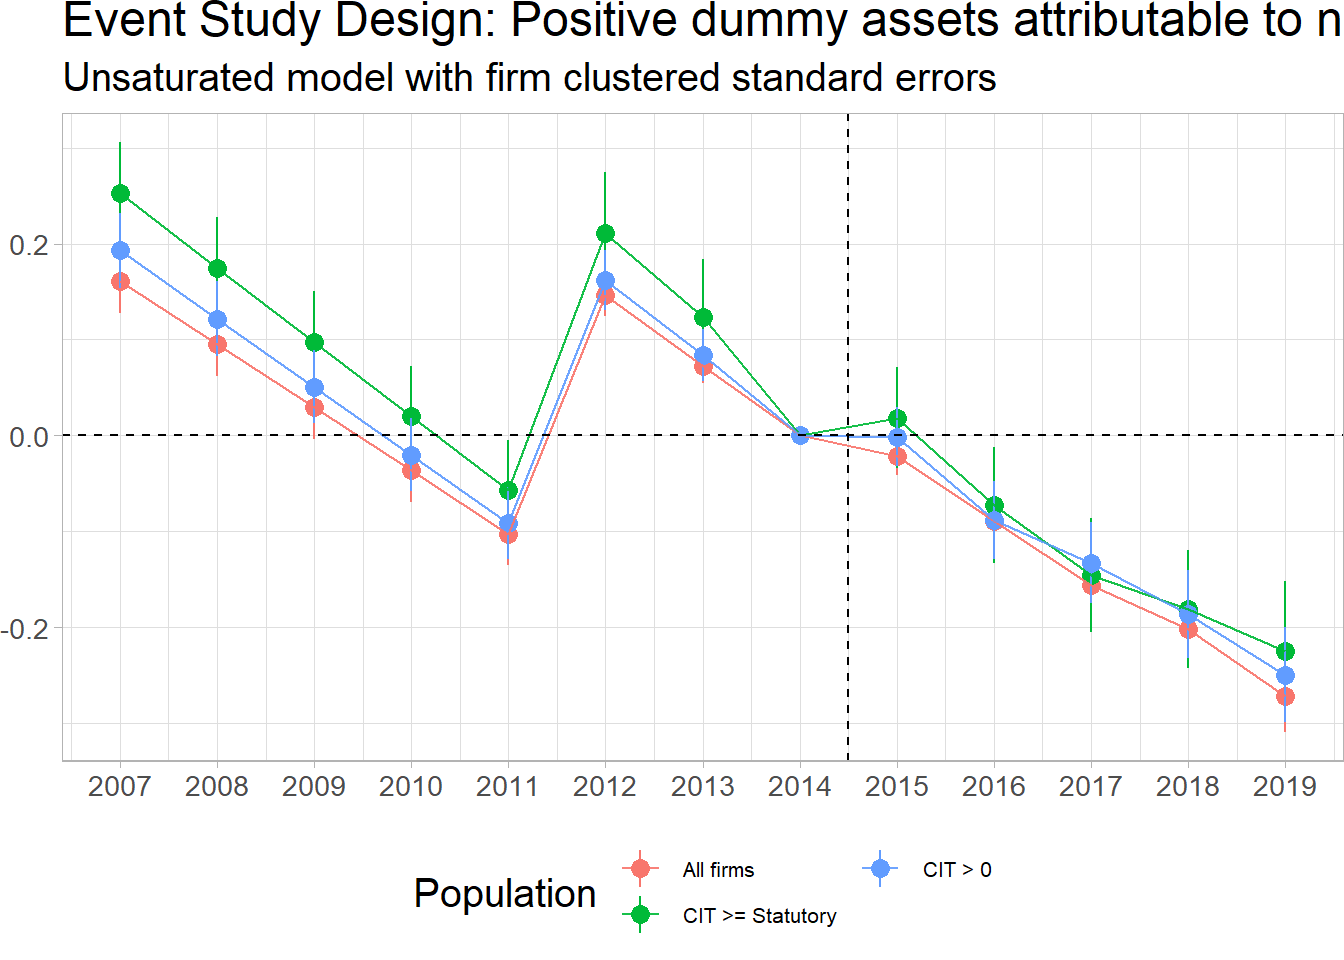 Event Study Design: Positive dummy assets attributable to n
Unsaturated model with firm clustered standard errors
0.2
0.0
-0.2
2007 2008 2009 2010 2011 2012 2013 2014 2015 2016 2017 2018 2019
Population
All firms
CIT > 0
CIT >= Statutory